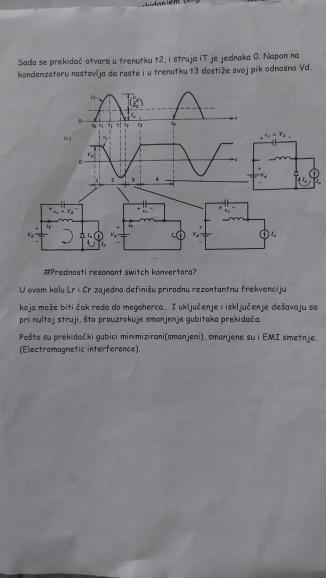 Sada se prekidač otvara u trenutku t2, i struja iT je jednaka 0. Napon na
kondenzatoru nastavlja da raste i u trenutku t3 dostiže svoj pik odnosno Vd.
#Prednosti resonant switch konvertora?
U ovom kolu Lr i Cr zajedno definišu prirodnu rezontantnu frekvenciju
koja može biti čak reda do megaherca.. I uključenje i isključenje dešavaju se
pri nultoj struji, što prouzrokuje smanjenje gubitaka prekidača.
Pošto su prekidački gubici minimizirani(smanjeni), smanjene su i EMI smetnje.
(Electromagnetic interference).